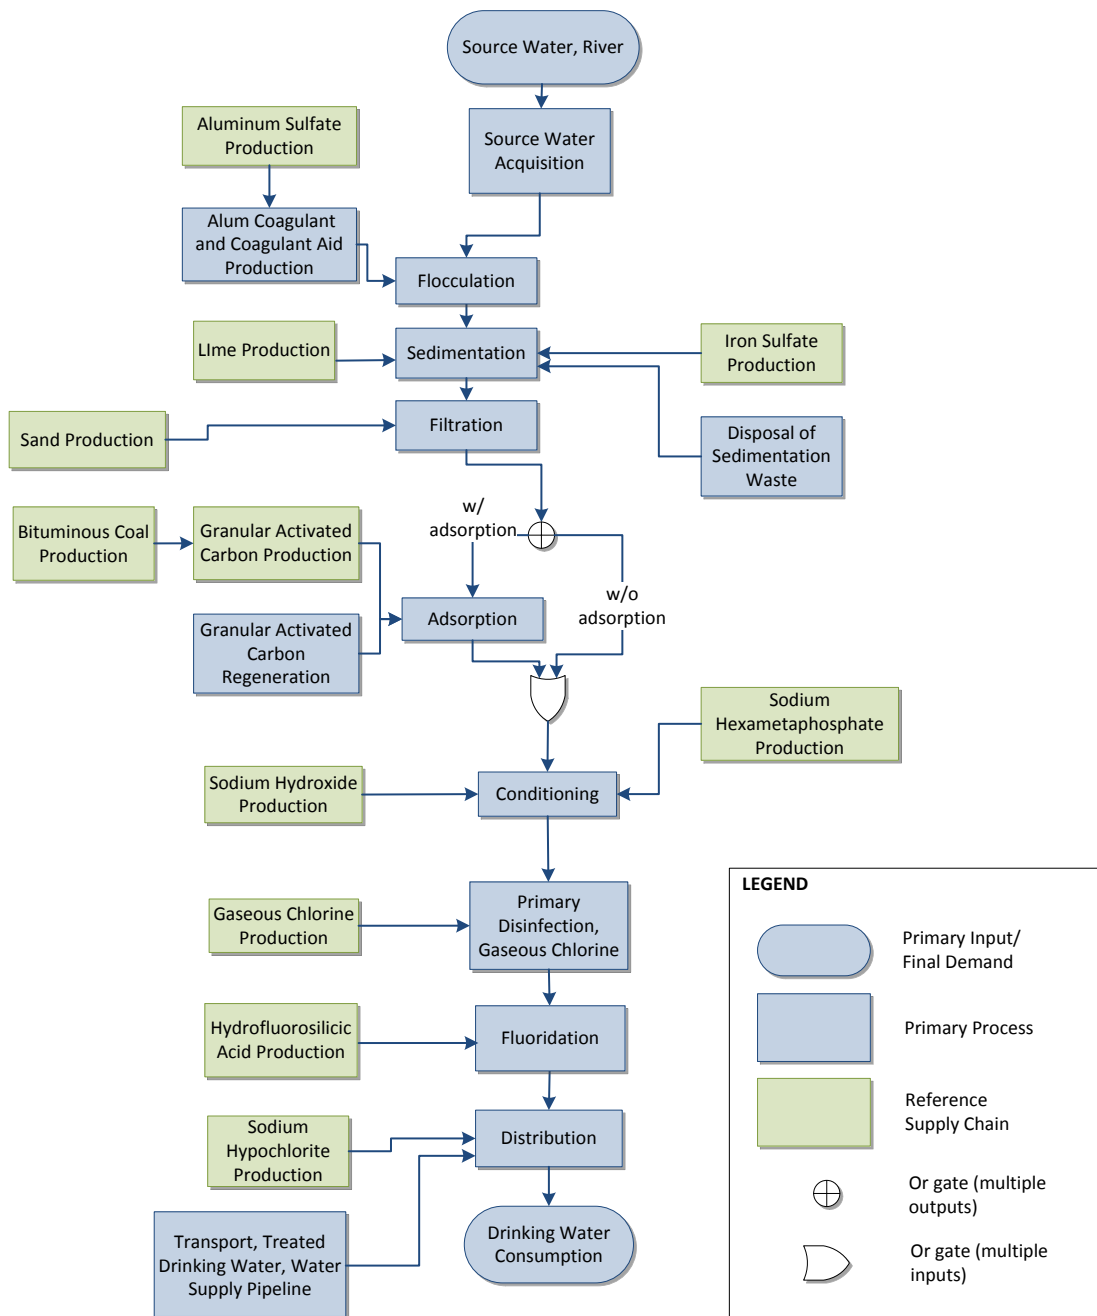 Source Water, River
Source Water
Acquisition
Aluminum Sulfate
Production
Alum Coagulant
and Coagulant Aid
Production
Flocculation
LIme Production
Sedimentation
Iron Sulfate
Production
Sand Production
Filtration
Disposal of
Sedimentation
Waste
w/
adsorption
Bituminous Coal
Production
Granular Activated
Carbon Production
w/o
adsorption
Adsorption
Granular Activated
Carbon
Regeneration
Sodium
Hexametaphosphate
Production
Sodium Hydroxide
Production
Conditioning
Gaseous Chlorine
Production
Primary
Disinfection,
Gaseous Chlorine
Hydrofluorosilicic
Acid Production
Fluoridation
Sodium
Hypochlorite
Production
Distribution
Transport, Treated
Drinking Water, Water
Supply Pipeline
Drinking Water
Consumption
LEGEND
Primary Input/
Final Demand
Primary Process
Reference
Supply Chain
Or gate (multiple
outputs)
Or gate (multiple
inputs)